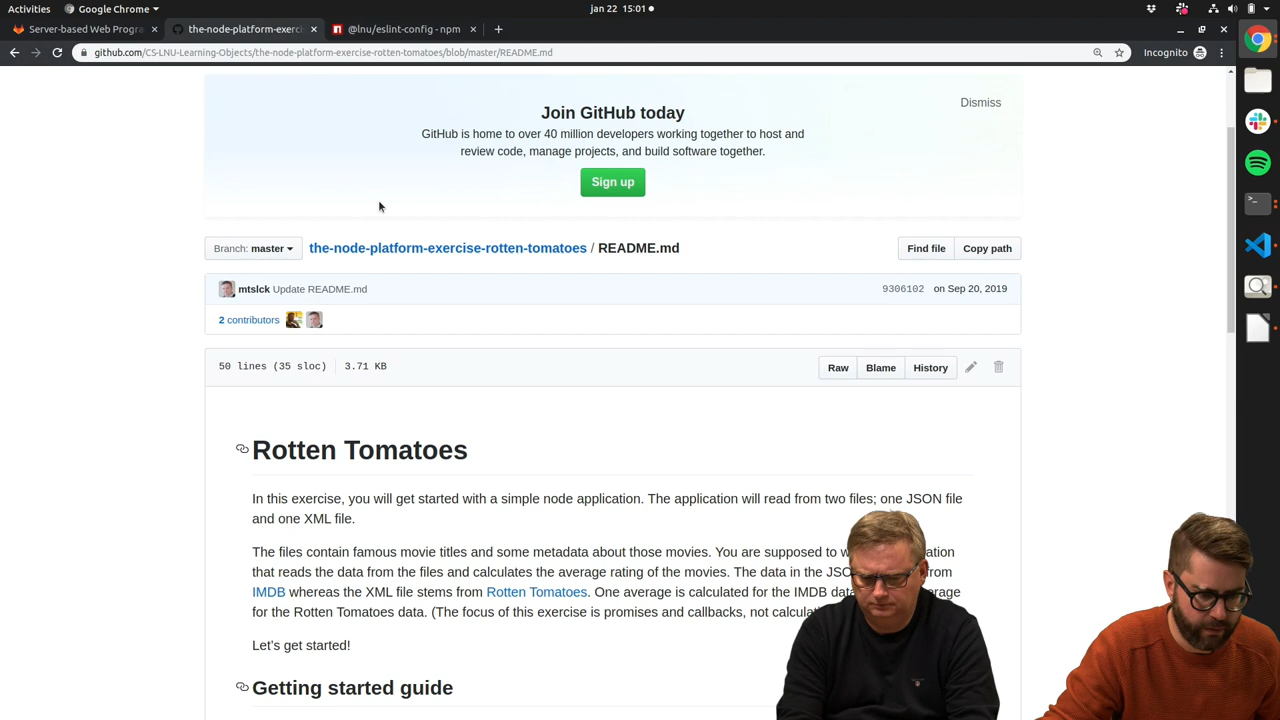 Activities Google Chrome jan 22 15:01
Server-based Web Progra
the-node-platform-exerci
@lnu/eslint-config - npm
github.com/CS-LNU-Learning-Objects/the-node-platform-exercise-rotten-tomatoes/blob/master/README.md
Incognito
Join GitHub today
Dismiss
GitHub is home to over 40 million developers working together to host and
review code, manage projects, and build software together.
Sign up
Branch: master
the-node-platform-exercise-rotten-tomatoes / README.md
Find file Copy path
mtslck Update README.md
9306102 on Sep 20, 2019
2 contributors
50 lines (35 sloc) 3.71 KB
Raw Blame History
Rotten Tomatoes
In this exercise, you will get started with a simple node application. The application will read from two files; one JSON file
and one XML file.
The files contain famous movie titles and some metadata about those movies. You are supposed to
that reads the data from the files and calculates the average rating of the movies. The data in the from
IMDB whereas the XML file stems from Rotten Tomatoes. One average is calculated for the IMDB
for the Rotten Tomatoes data. (The focus of this exercise is promises and callbacks, not
Let's get started!
Getting started guide